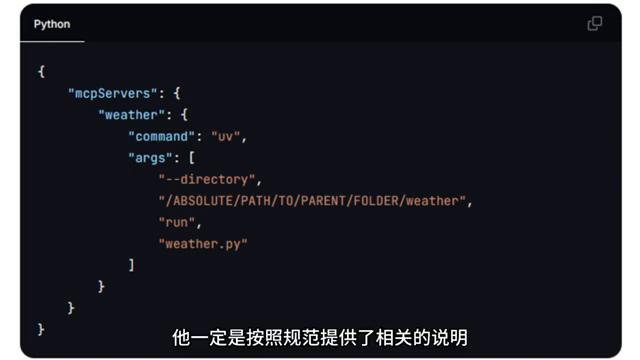 Python
{
"mcpServers": {
"weather": {
"command": "uv",
"args": [
"--directory",
"/ABSOLUTE/PATH/TO/PARENT/FOLDER/weather",
"run",
"weather.py"
]
}
}
}
他一定是按照规范提供了相关的说明